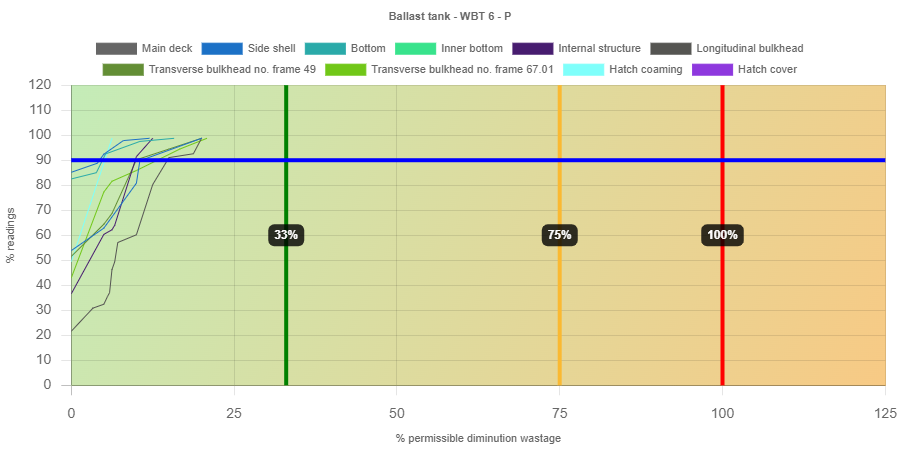 Ballast tank - WBT 6 - P
Main deck Side shell Bottom Inner bottom Internal structure Longitudinal bulkhead
Transverse bulkhead no. frame 49 Transverse bulkhead no. frame 67.01 Hatch coaming Hatch cover
120
110
100
90
80
70
60
50
40
30
20
10
0
% readings
33% 75% 100%
0 25 50 75 100 125
% permissible diminution wastage